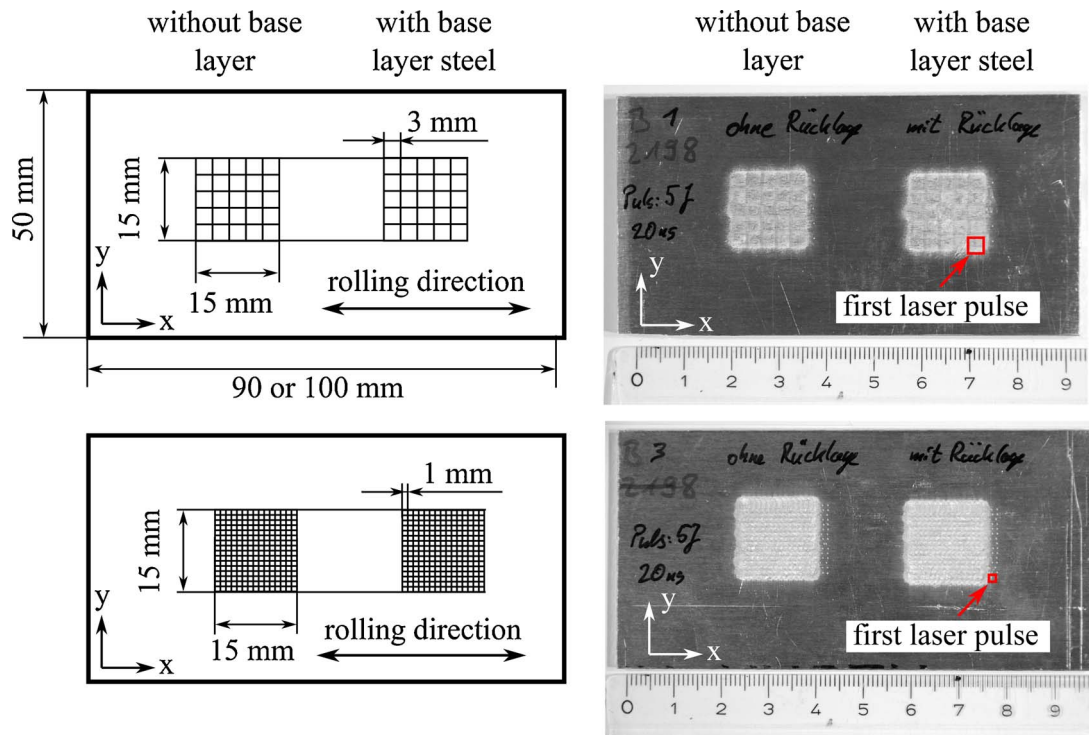 without base
layer
with base
layer steel
3 mm
50 mm
15 mm
15 mm
rolling direction
y
x
90 or 100 mm
1 mm
15 mm
15 mm
rolling direction
y
x
without base
layer
with base
layer steel
B 1
2198
ohne Rücklage
mit Rücklage
Puls: 5J
20ns
y
x
first laser pulse
0 1 2 3 4 5 6 7 8 9
B 3
2198
ohne Rücklage
mit Rücklage
Puls: 5J
20ns
y
x
first laser pulse
0 1 2 3 4 5 6 7 8 9